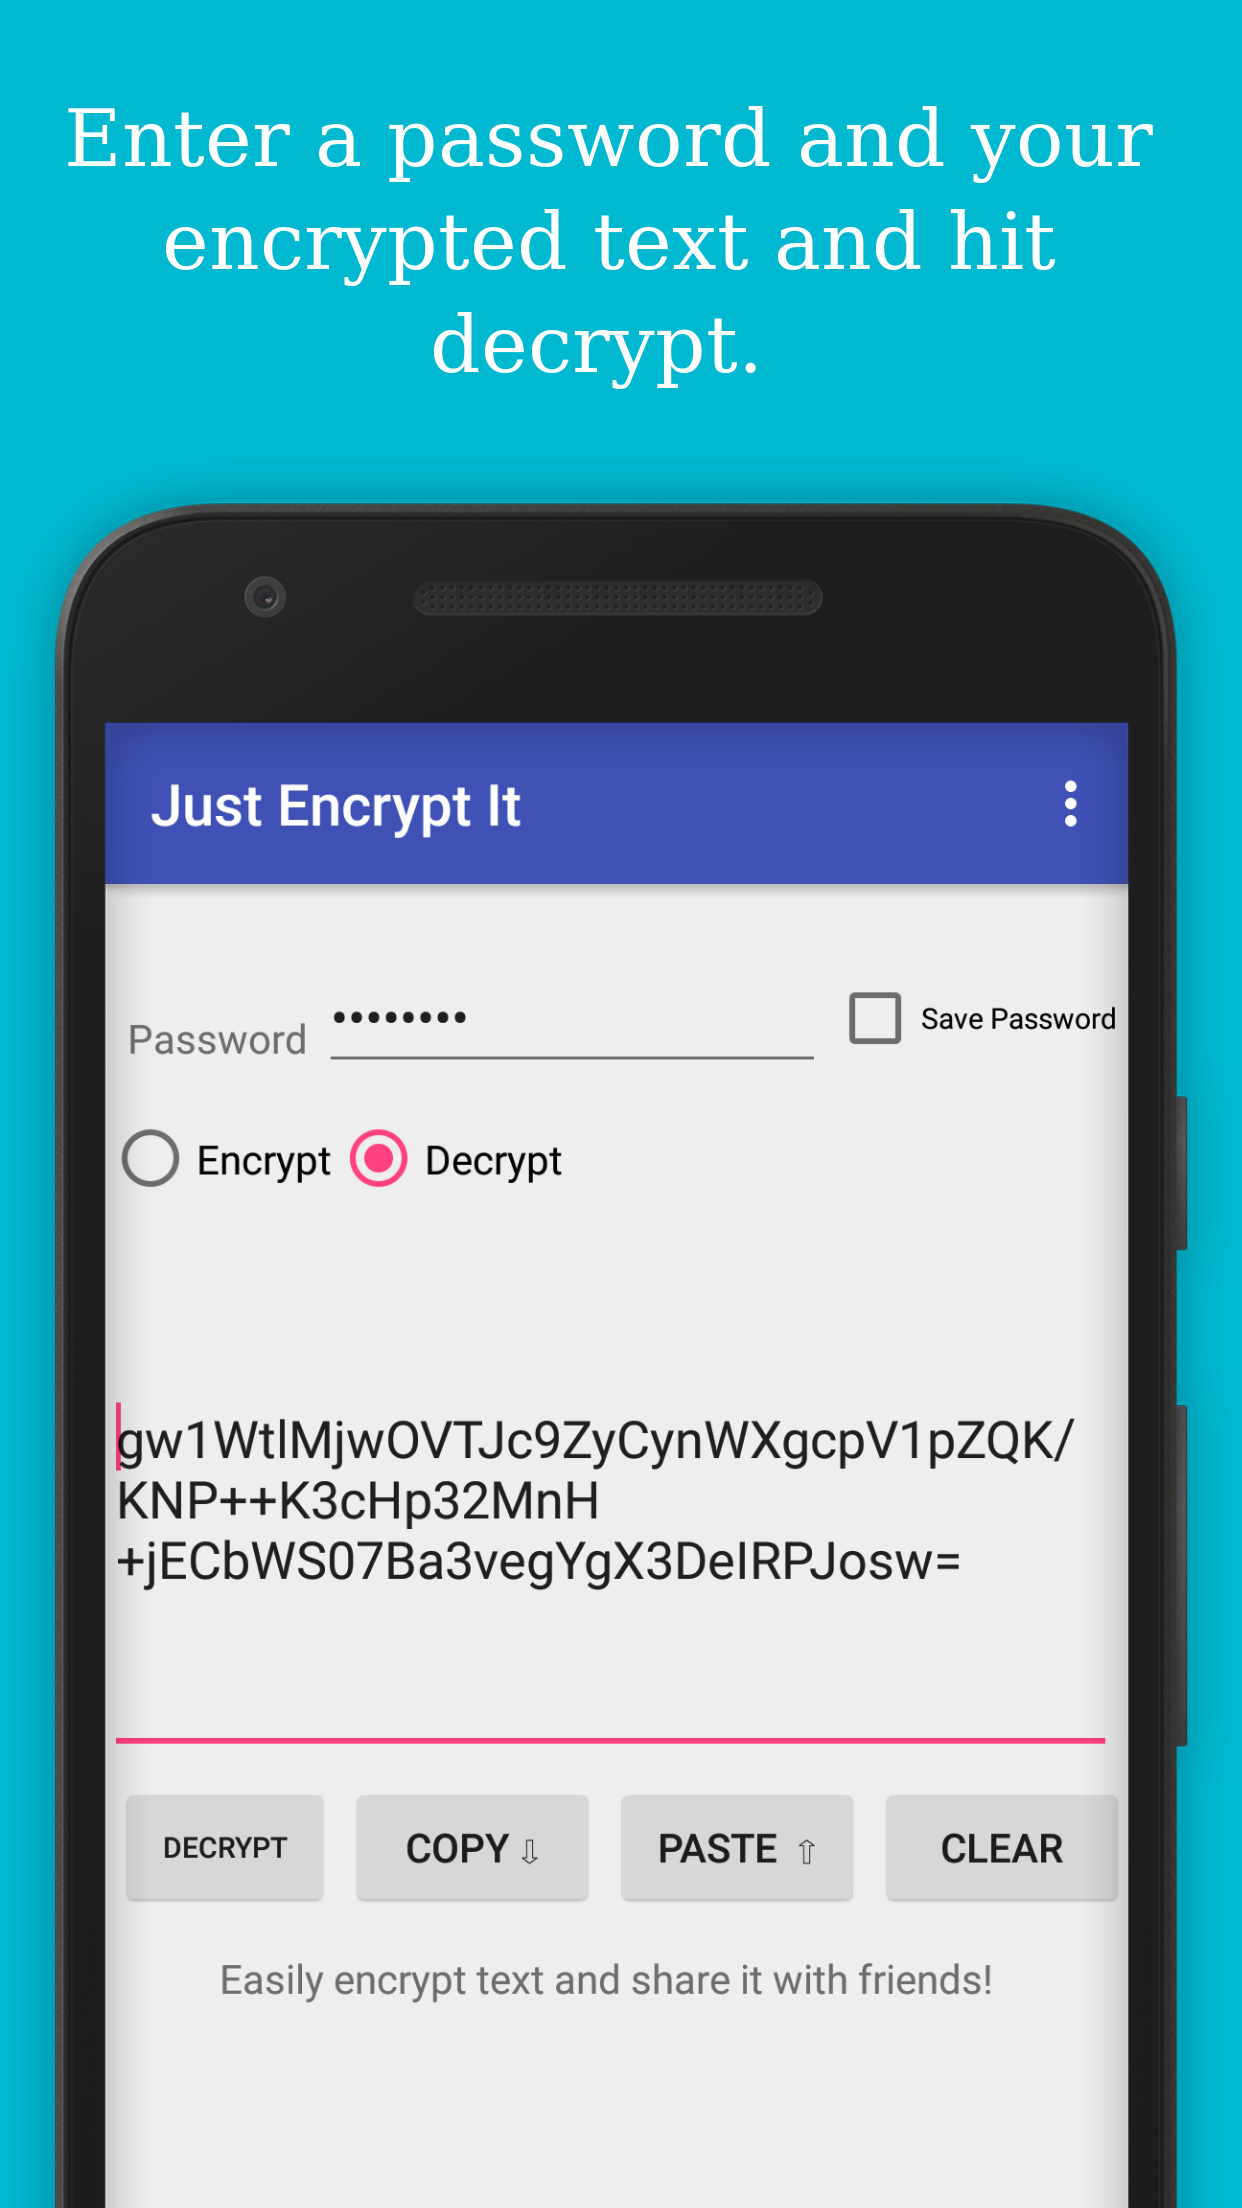 Enter a password and your
encrypted text and hit
decrypt.
Just Encrypt It
Password •••••••• Save Password
Encrypt Decrypt
gw1WtlMjwOVTJc9ZyCynWXgcpV1pZQK/
KNP++K3cHp32MnH
+jECbWS07Ba3vegYgX3DeIRPJosw=
DECRYPT COPY ⇩ PASTE ⇧ CLEAR
Easily encrypt text and share it with friends!